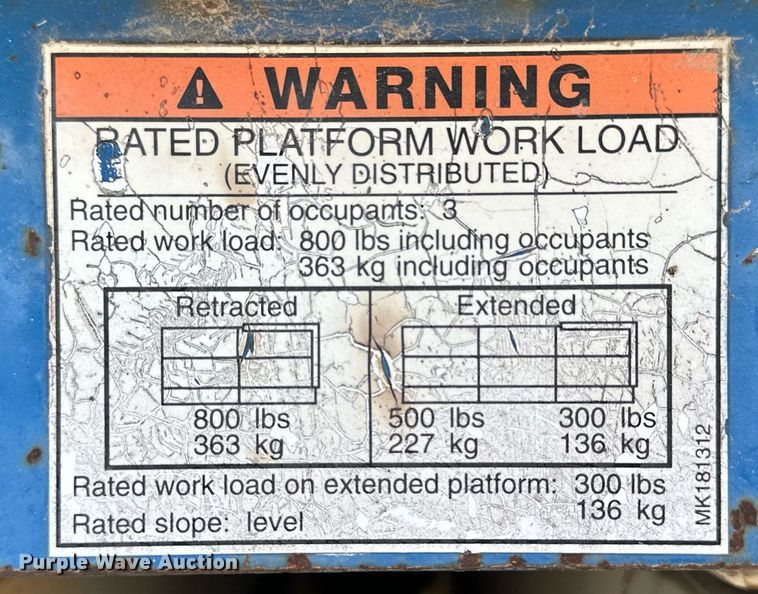 WARNING
RATED PLATFORM WORK LOAD
(EVENLY DISTRIBUTED)
Rated number of occupants: 3
Rated work load: 800 lbs including occupants
363 kg including occupants
Retracted Extended
800 lbs 500 lbs 300 lbs
363 kg 227 kg 136 kg
Rated work load on extended platform: 300 lbs
136 kg
Rated slope: level
MK181312
Purple Wave Auction